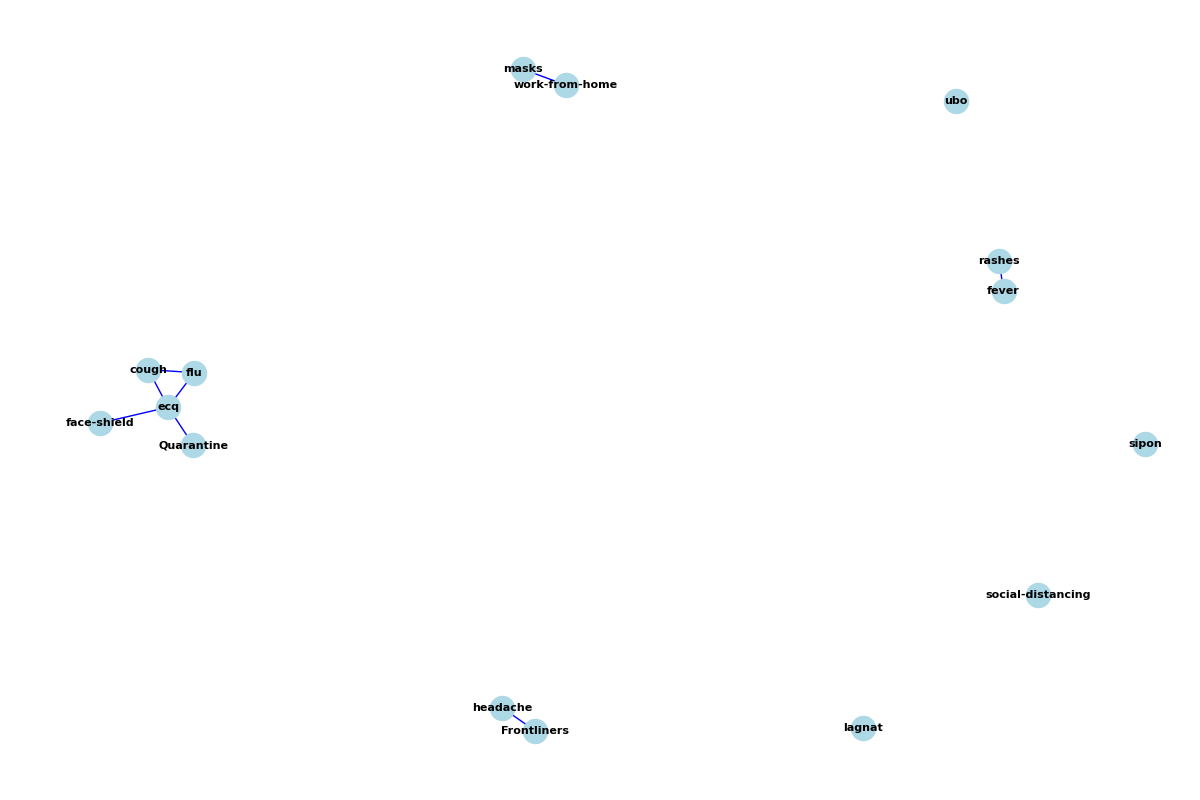 masks
work-from-home
ubo
rashes
fever
cough
flu
ecq
face-shield
Quarantine
sipon
social-distancing
headache
Frontliners
lagnat